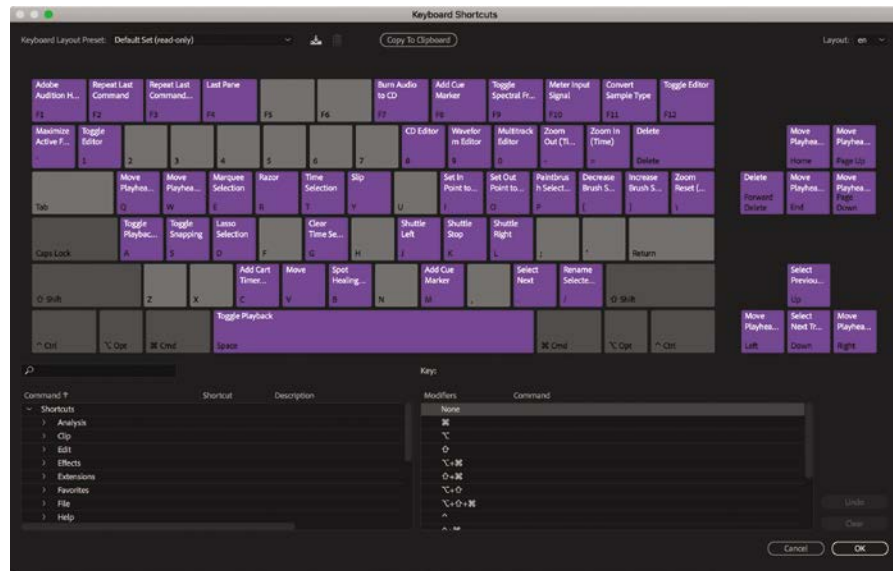 Keyboard Shortcuts
Keyboard Layout Preset: Default Set (read-only) Copy To Clipboard Layout: en
Adobe Audition H... Repeat Last Command Repeat Last Command... Last Pane Burn Audio to CD Add Cue Marker Toggle Spectral Fr... Meter Input Signal Convert Sample Type Toggle Editor
F1 F2 F3 F4 F5 F6 F7 F8 F9 F10 F11 F12
Maximize Active F... Toggle Editor CD Editor Wavefor m Editor Multitrack Editor Zoom Out (Ti... Zoom In (Time) Delete Move Playhea... Move Playhea...
` 1 2 3 4 5 6 7 8 9 0 - = Delete Home Page Up
Move Playhea... Move Playhea... Marquee Selection Razor Time Selection Slip Set In Point to... Set Out Point to... Paintbrus h Select... Decrease Brush S... Increase Brush S... Zoom Reset (... Delete Move Playhea... Move Playhea...
Tab Q W E R T Y U I O P [ ] \ Forward Delete End Page Down
Toggle Playbac... Toggle Snapping Lasso Selection Clear Time Se... Shuttle Left Shuttle Stop Shuttle Right
Caps Lock A S D F G H J K L ; ' Return
Add Cart Timer... Move Spot Healing... Add Cue Marker Select Next Rename Selecte... Select Previou...
⇧ Shift Z X C V B N M , . / ⇧ Shift Up
Toggle Playback Move Playhea... Select Next Tr... Move Playhea...
^ Ctrl ⌥ Opt ⌘ Cmd Space ⌘ Cmd ⌥ Opt ^ Ctrl Left Down Right
Key:
Command ↑ Shortcut Description Modifiers Command
Shortcuts None
Analysis ⌘
Clip ⌥
Edit ⇧
Effects ⌥+⌘
Extensions ⇧+⌘
Favorites ⌥+⇧
File ⌥+⇧+⌘ Undo
Help ^
Clear
Cancel OK